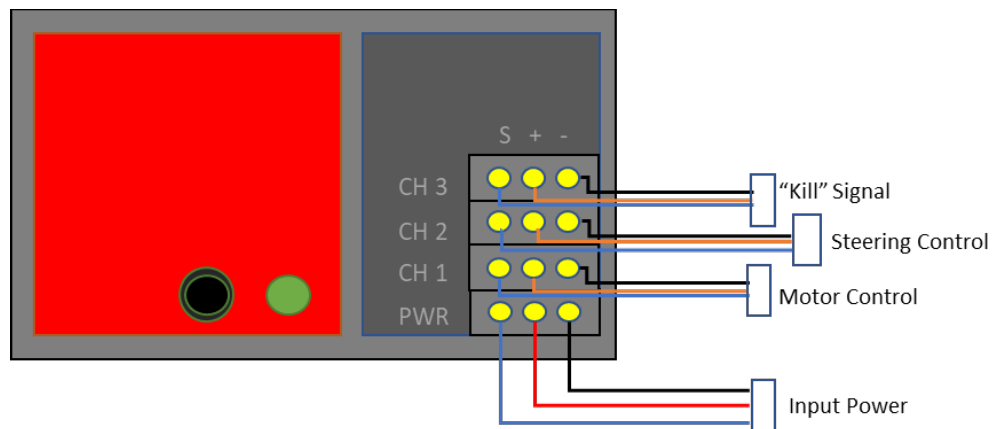 S + -
CH 3
“Kill” Signal
CH 2
Steering Control
CH 1
Motor Control
PWR
Input Power